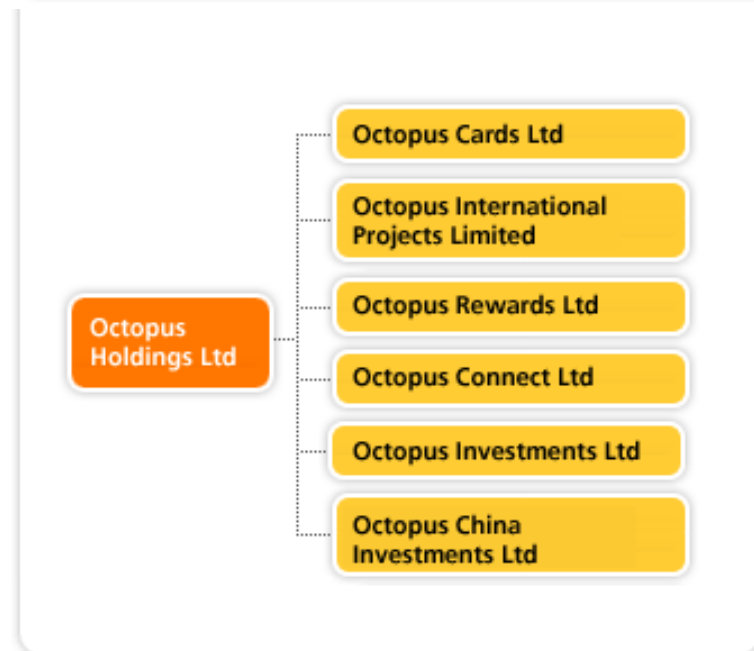 Octopus Cards Ltd
Octopus International
Projects Limited
Octopus Rewards Ltd
Octopus
Holdings Ltd
Octopus Connect Ltd
Octopus Investments Ltd
Octopus China
Investments Ltd